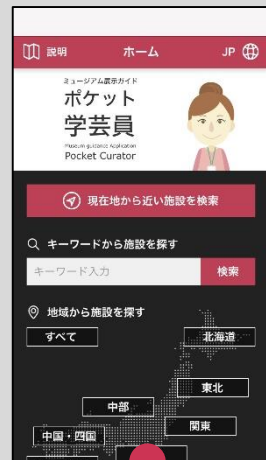 説明
ホーム
JP
ミュージアム展示ガイド
ポケット
学芸員
Museum guidance Application
Pocket Curator
現在地から近い施設を検索
キーワードから施設を探す
キーワード入力
検索
地域から施設を探す
すべて
北海道
東北
中部
関東
中国・四国